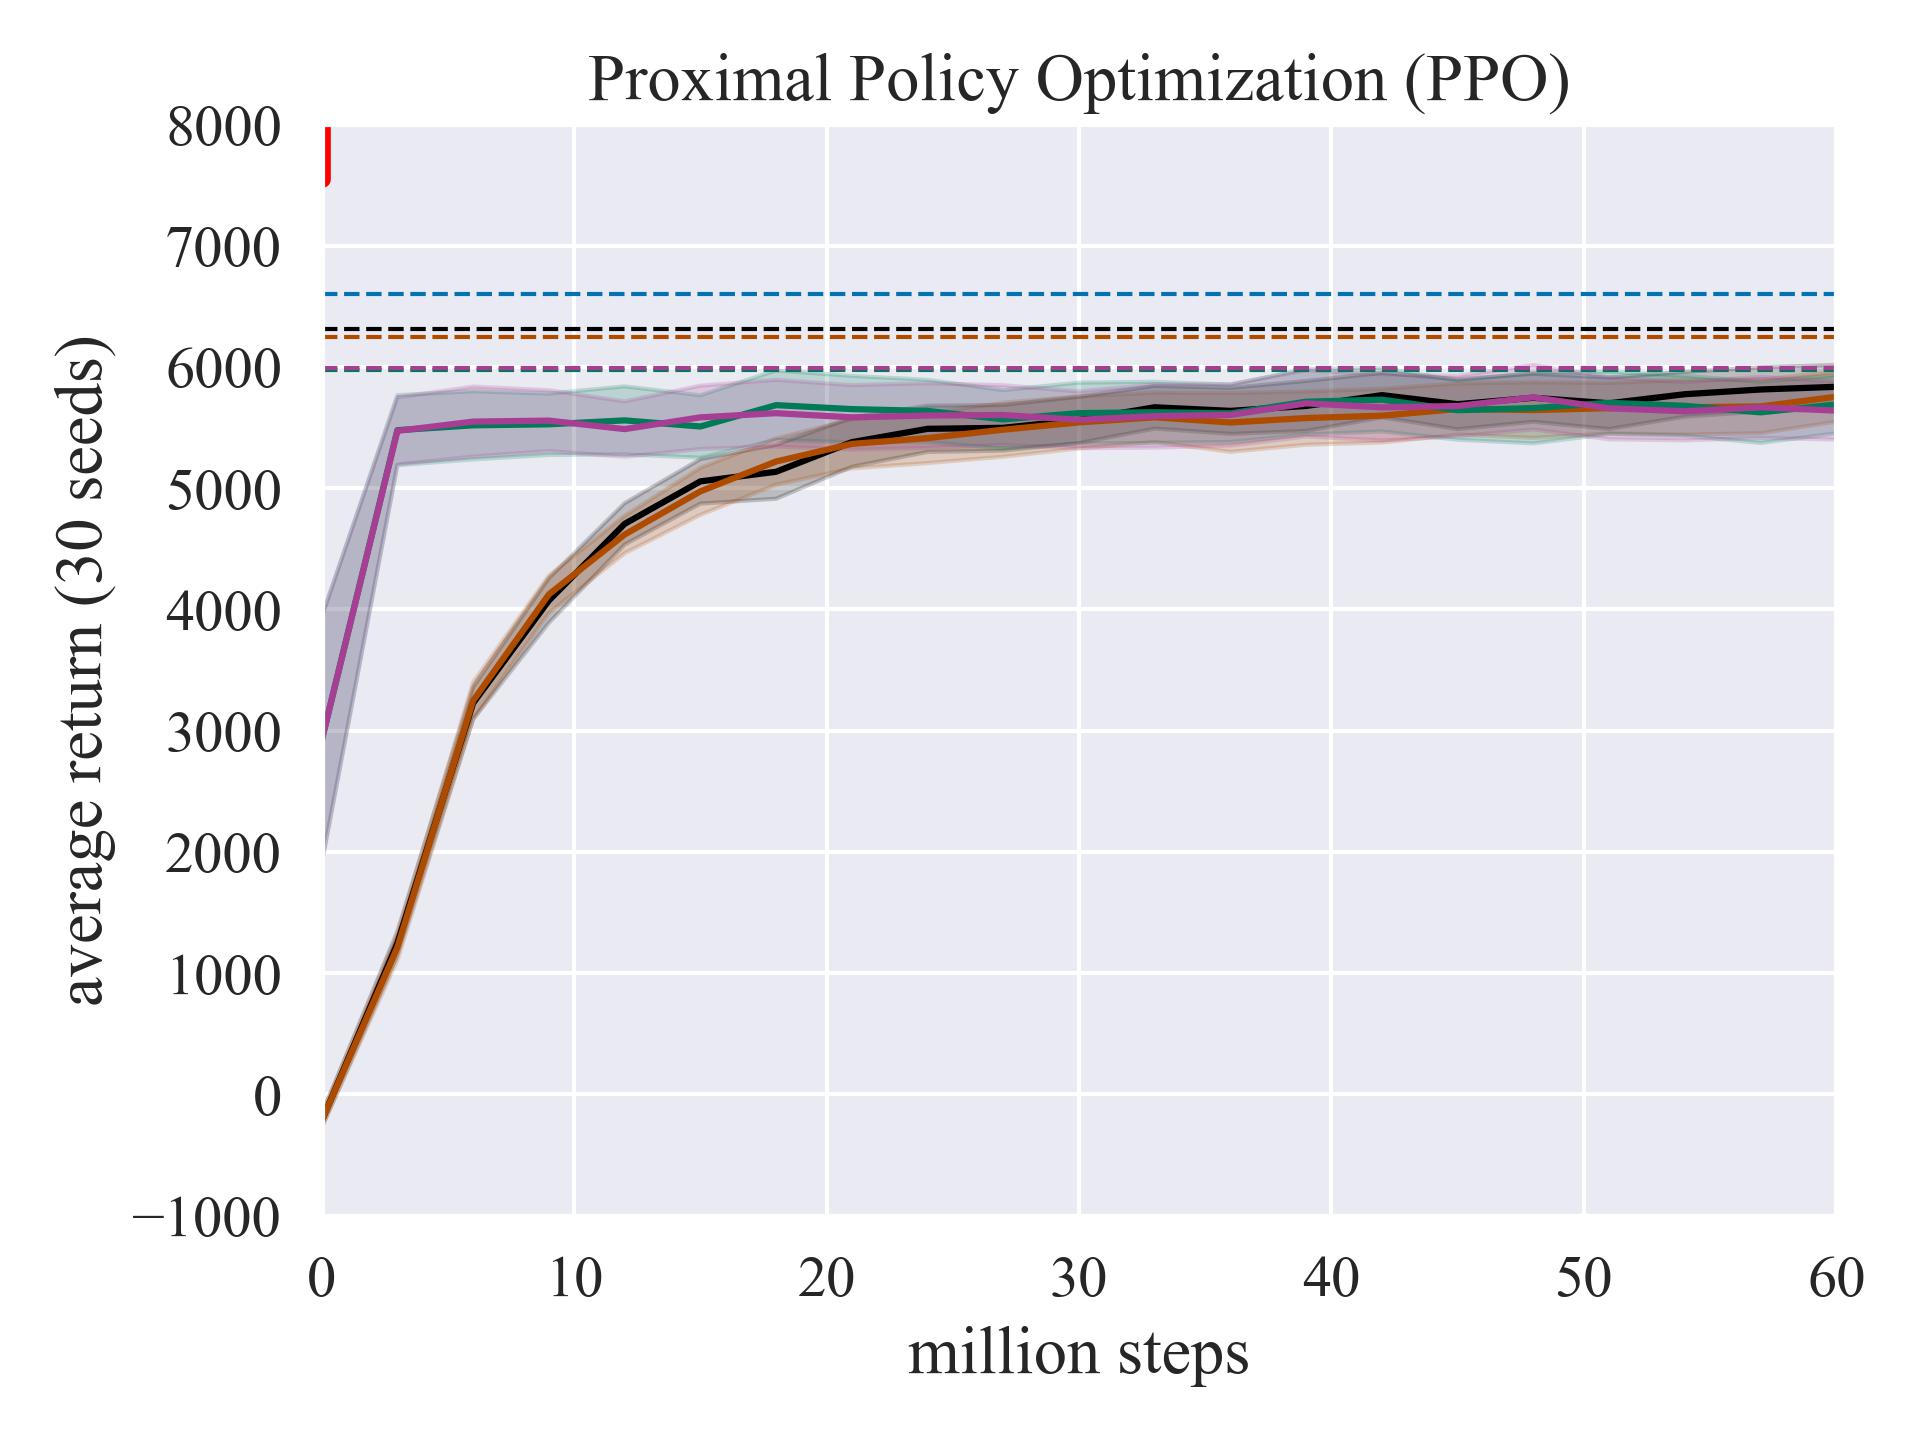 Proximal Policy Optimization (PPO)
8000
7000
6000
5000
4000
3000
2000
1000
0
−1000
average return (30 seeds)
0 10 20 30 40 50 60
million steps